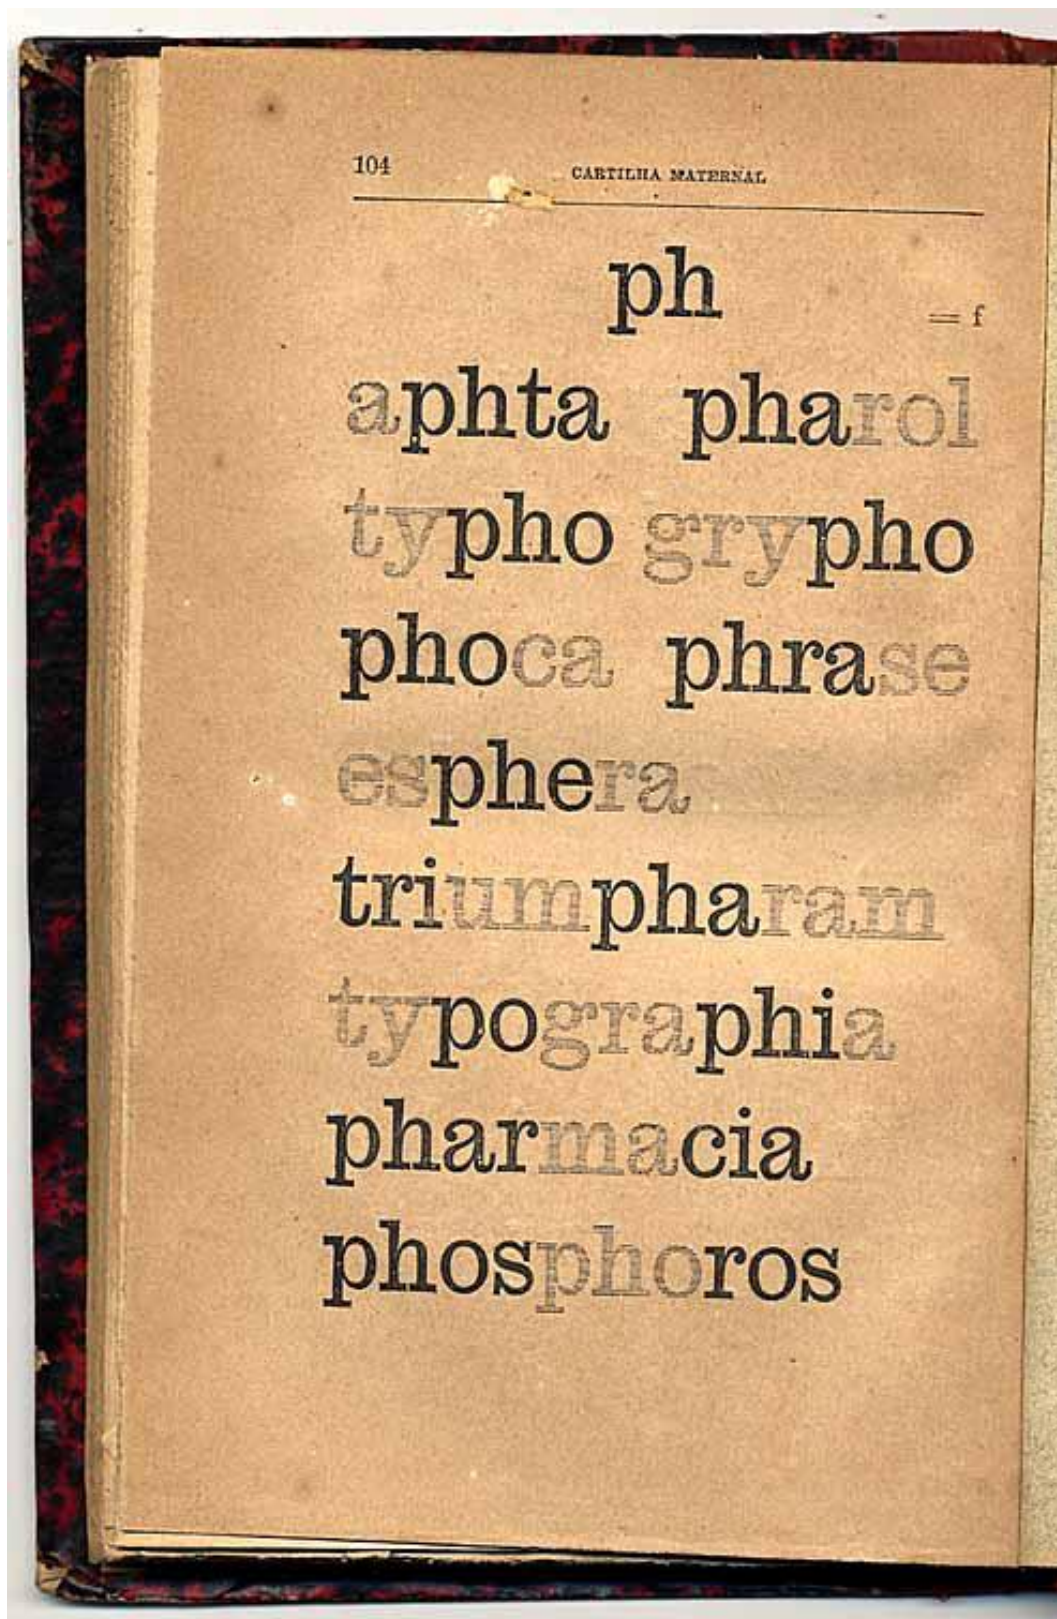 104 CARTILHA MATERNAL
ph = f
aphta pharol
typho grypho
phoca phrase
esphera
triumpharam
typographia
pharmacia
phosphoros